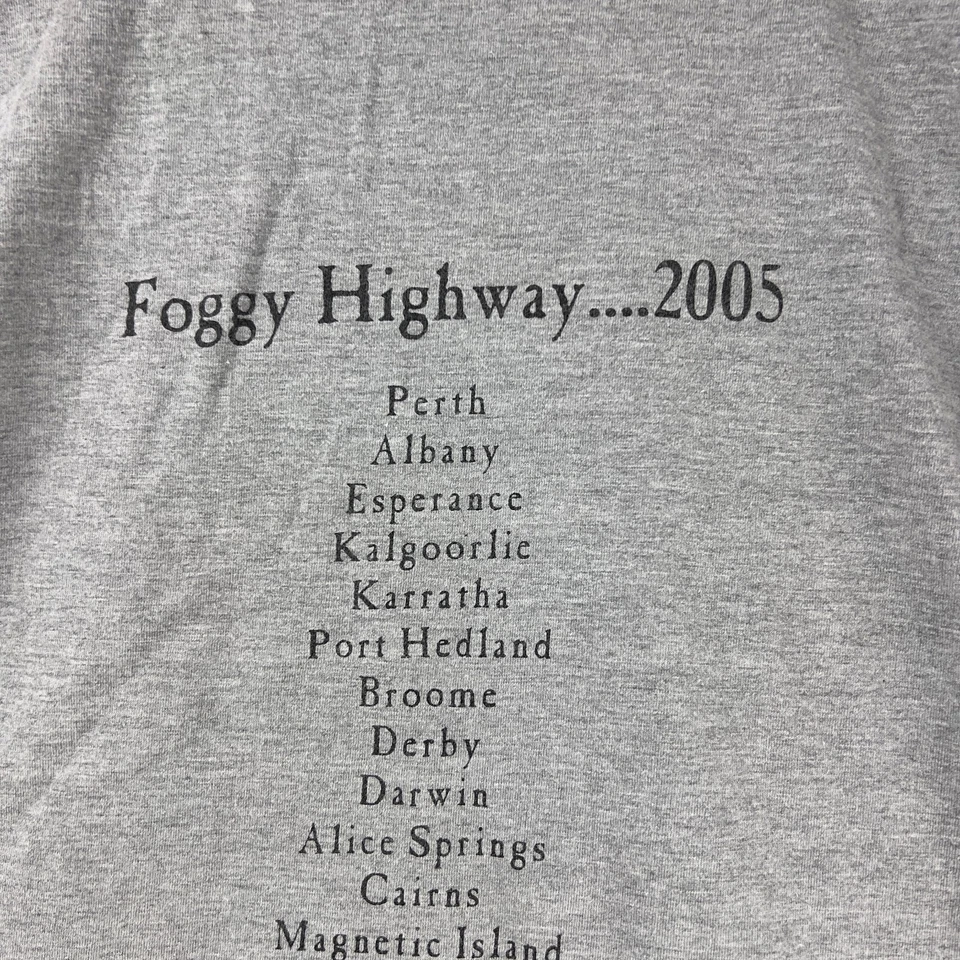 Foggy Highway....2005
Perth
Albany
Esperance
Kalgoorlie
Karratha
Port Hedland
Broome
Derby
Darwin
Alice Springs
Cairns
Magnetic Island